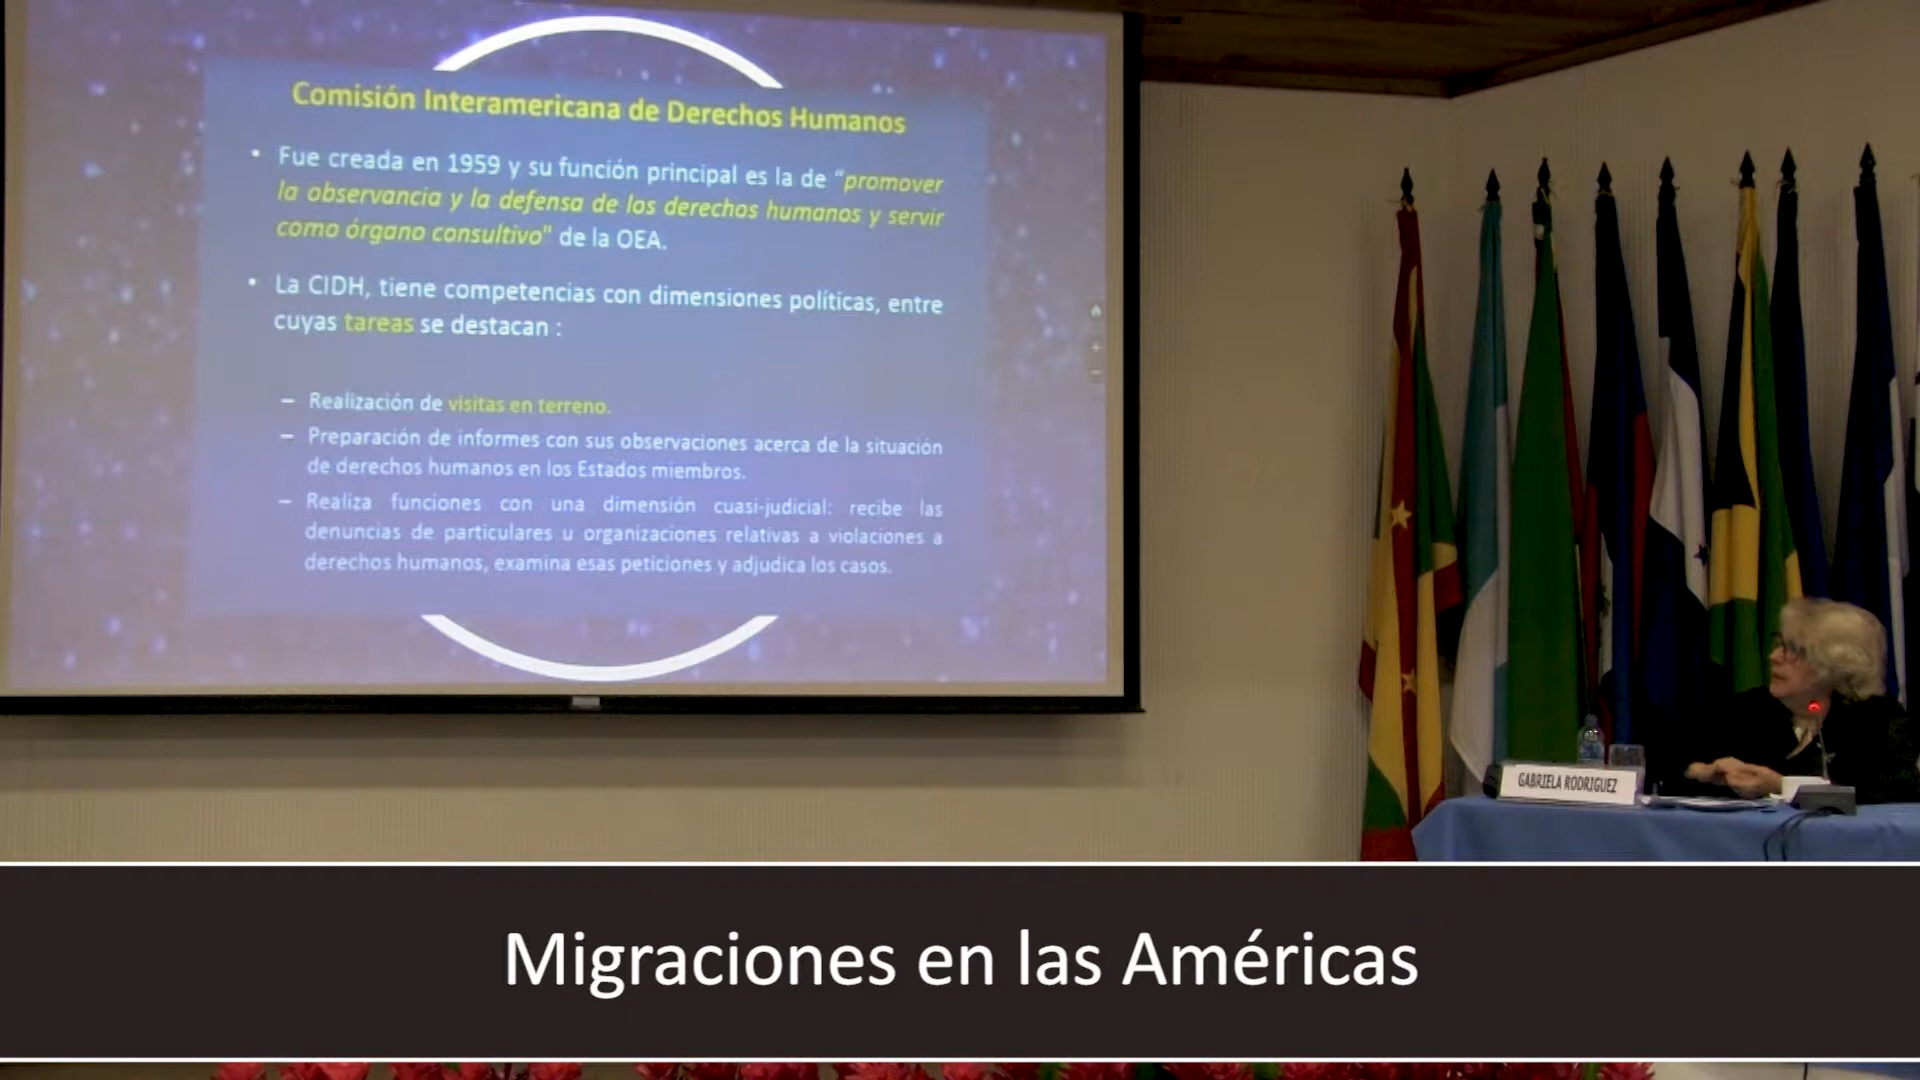 Comisión Interamericana de Derechos Humanos
• Fue creada en 1959 y su función principal es la de "promover
la observancia y la defensa de los derechos humanos y servir
como órgano consultivo" de la OEA.
• La CIDH, tiene competencias con dimensiones políticas, entre
cuyas tareas se destacan :
– Realización de visitas en terreno.
– Preparación de informes con sus observaciones acerca de la situación
de derechos humanos en los Estados miembros.
– Realiza funciones con una dimensión cuasi-judicial: recibe las
denuncias de particulares u organizaciones relativas a violaciones a
derechos humanos, examina esas peticiones y adjudica los casos.
GABRIELA RODRIGUEZ
Migraciones en las Américas